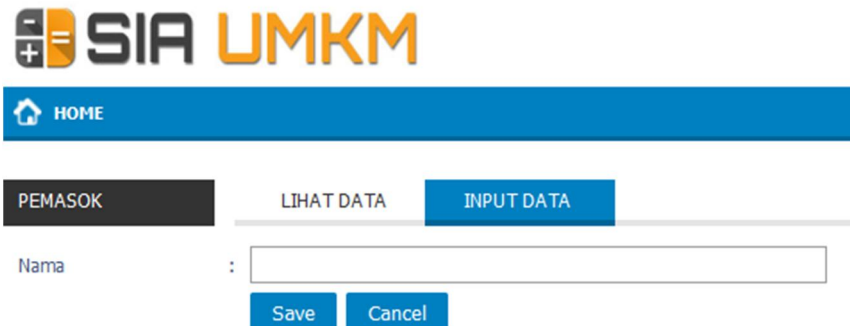 SIA UMKM
HOME
PEMASOK LIHAT DATA INPUT DATA
Nama :
Save Cancel